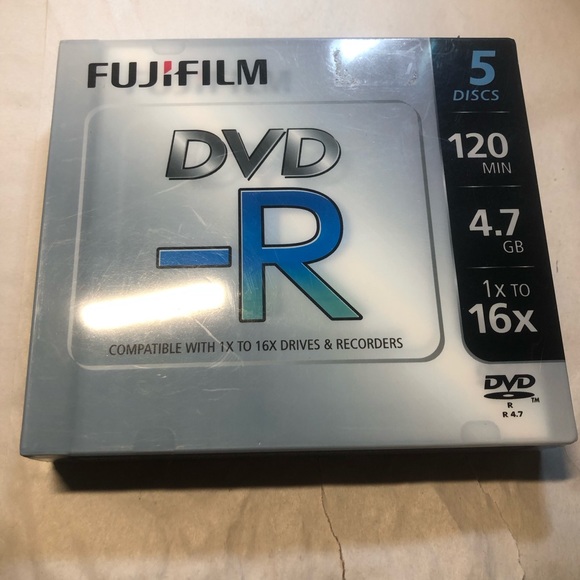 FUJIFILM
DVD
-R
COMPATIBLE WITH 1X TO 16X DRIVES & RECORDERS
5
DISCS
120
MIN
4.7
GB
1X TO
16X
DVD
TM
R
R 4.7